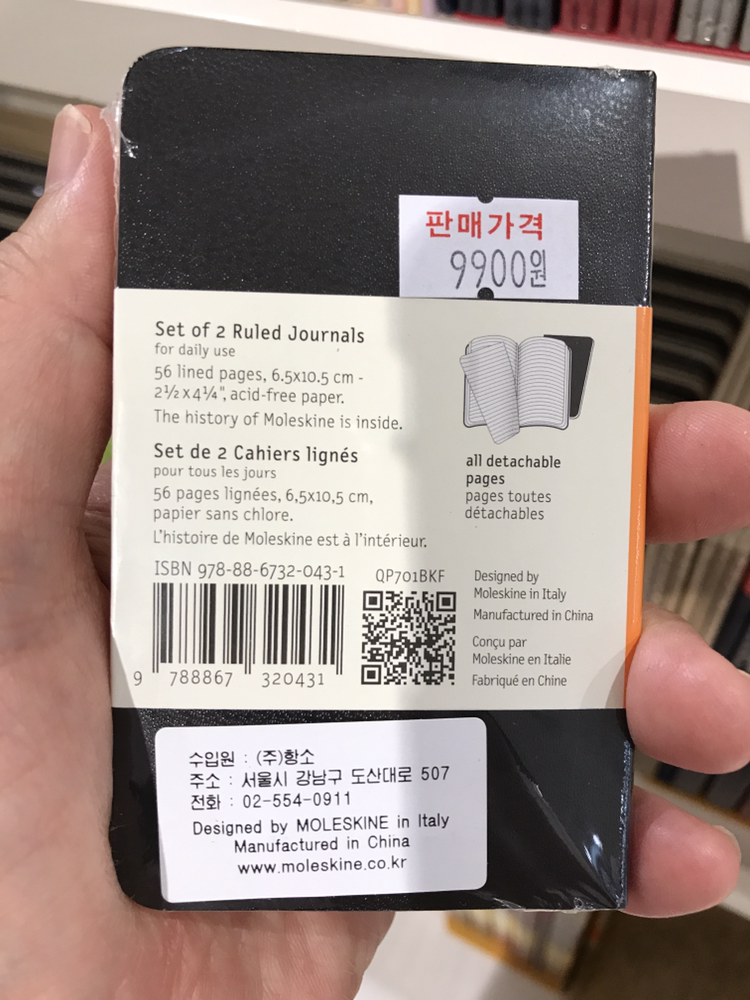 판매가격
9900원
Set of 2 Ruled Journals
for daily use
56 lined pages, 6.5x10.5 cm -
2½ x 4¼", acid-free paper.
The history of Moleskine is inside.
Set de 2 Cahiers lignés
pour tous les jours
56 pages lignées, 6,5x10,5 cm,
papier sans chlore.
L'histoire de Moleskine est à l'intérieur.
all detachable
pages
pages toutes
détachables
ISBN 978-88-6732-043-1
QP701BKF
9 788867 320431
Designed by
Moleskine in Italy
Manufactured in China
Conçu par
Moleskine en Italie
Fabriqué en Chine
수입원 : (주)항소
주소 : 서울시 강남구 도산대로 507
전화 : 02-554-0911
Designed by MOLESKINE in Italy
Manufactured in China
www.moleskine.co.kr